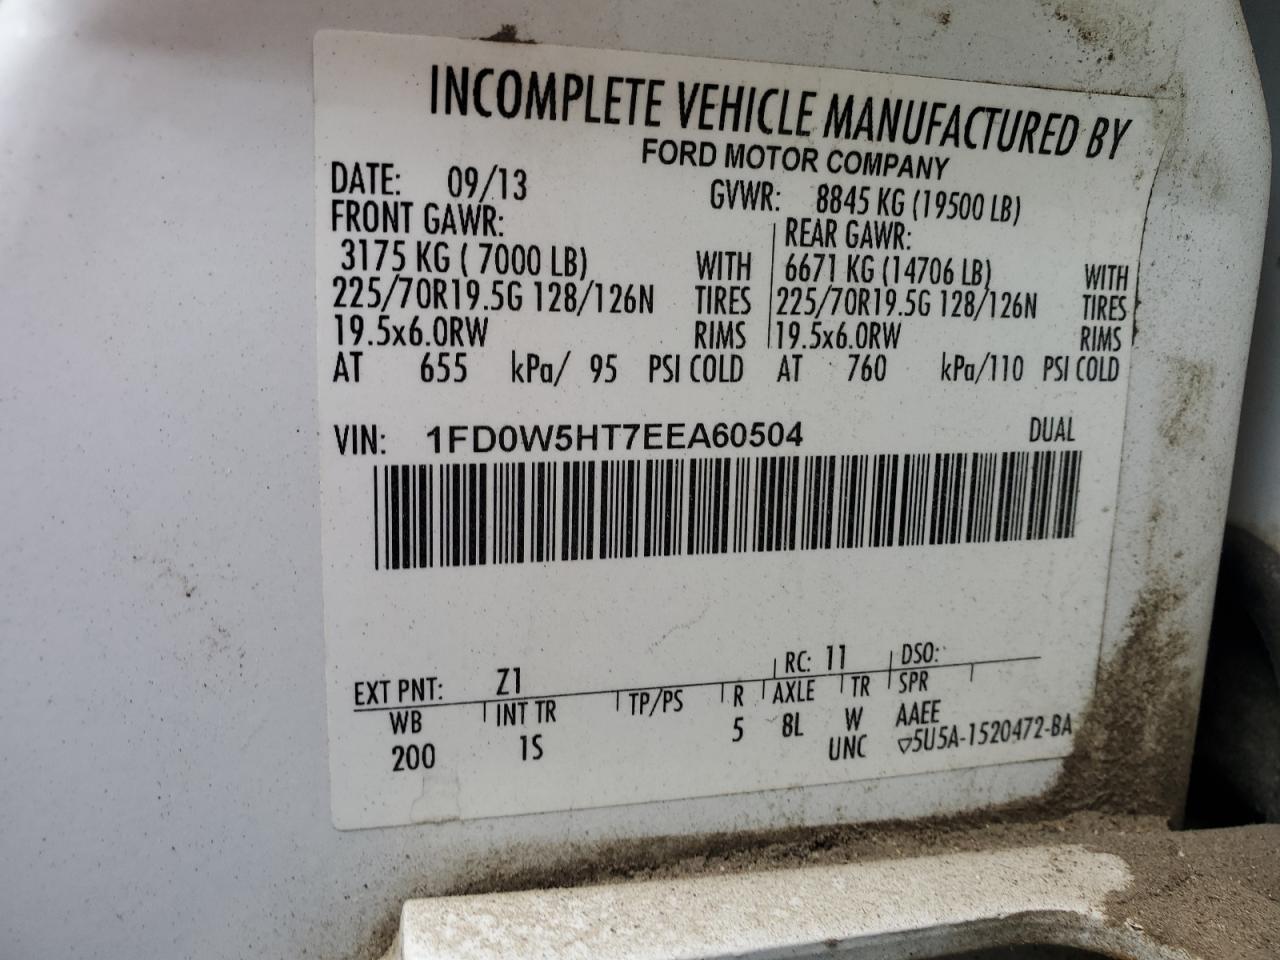 INCOMPLETE VEHICLE MANUFACTURED BY
FORD MOTOR COMPANY
DATE: 09/13 GVWR: 8845 KG (19500 LB)
FRONT GAWR: REAR GAWR:
3175 KG ( 7000 LB) WITH 6671 KG (14706 LB) WITH
225/70R19.5G 128/126N TIRES 225/70R19.5G 128/126N TIRES
19.5x6.0RW RIMS 19.5x6.0RW RIMS
AT 655 kPa/ 95 PSI COLD AT 760 kPa/110 PSI COLD
VIN: 1FD0W5HT7EEA60504 DUAL
EXT PNT: Z1 RC: 11 DSO:
WB INT TR TP/PS R AXLE TR SPR
200 1S 5 8L W AAEE
UNC ▽5U5A-1520472-BA